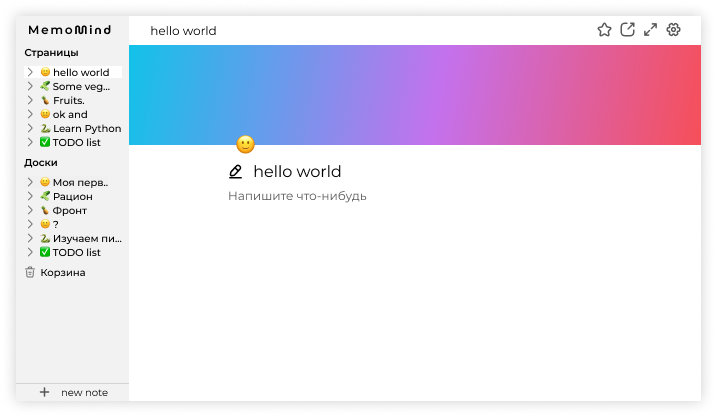 MemoMind
Страницы
hello world
Some veg...
Fruits.
ok and
Learn Python
TODO list
Доски
Моя перв..
Рацион
Фронт
?
Изучаем пи...
TODO list
Корзина
new note
hello world
hello world
Напишите что-нибудь